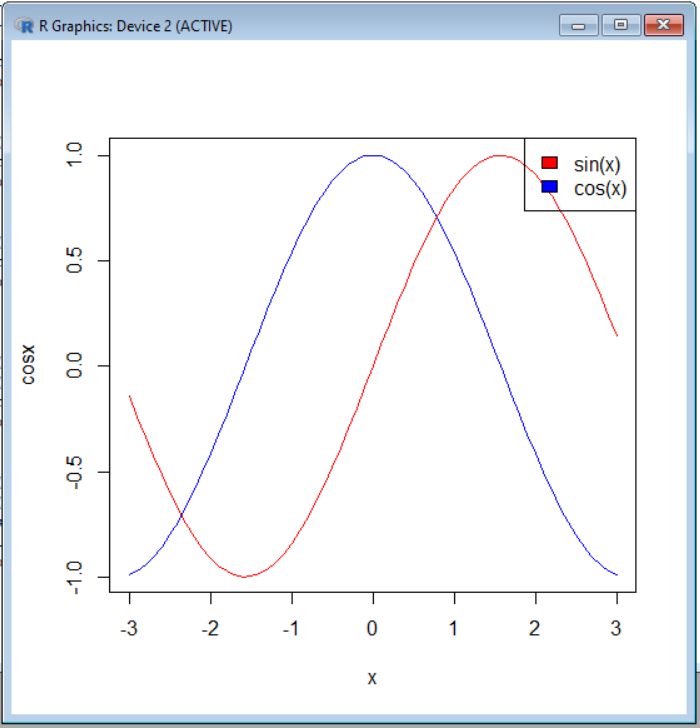 R Graphics: Device 2 (ACTIVE)
sin(x)
cos(x)
1.0
0.5
0.0
-0.5
-1.0
cosx
-3 -2 -1 0 1 2 3
x